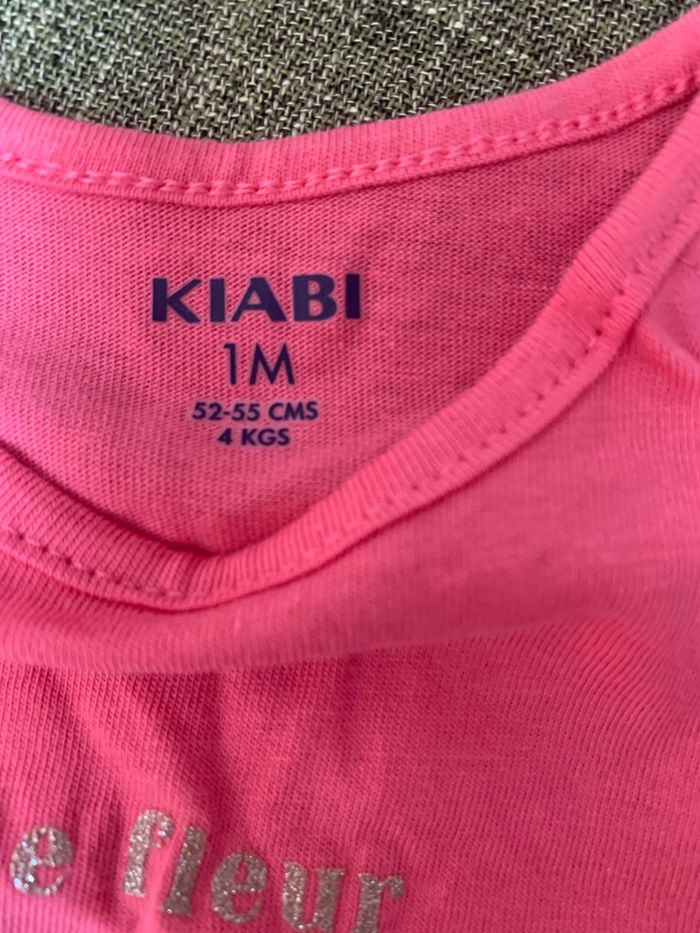 KIABI
1M
52-55 CMS
4 KGS
e fleur